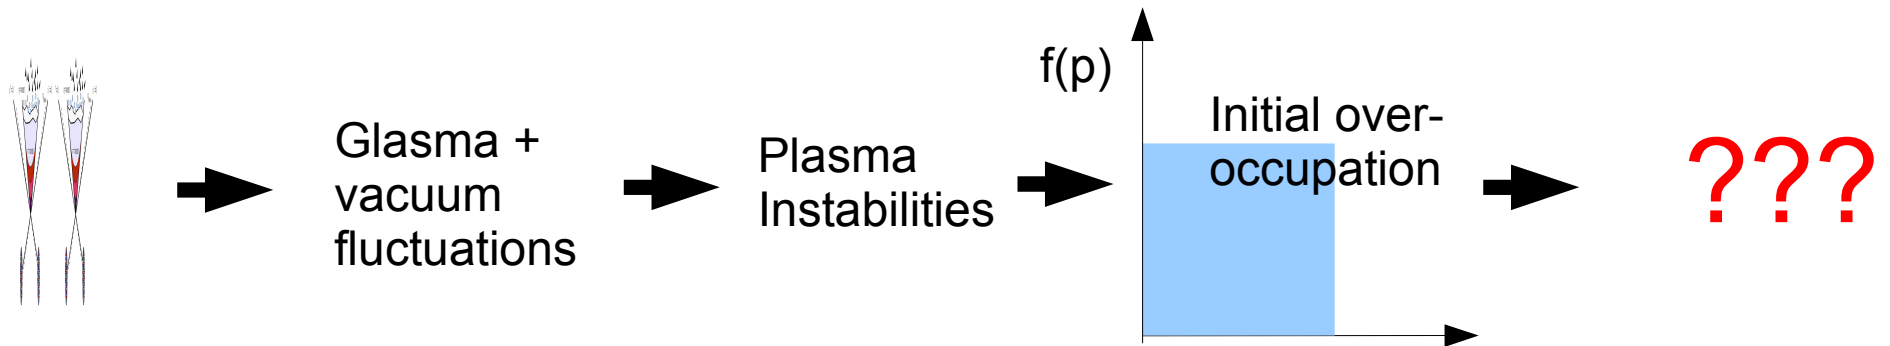 Glasma +
vacuum
fluctuations
Plasma
Instabilities
f(p)
Initial over-
occupation
???